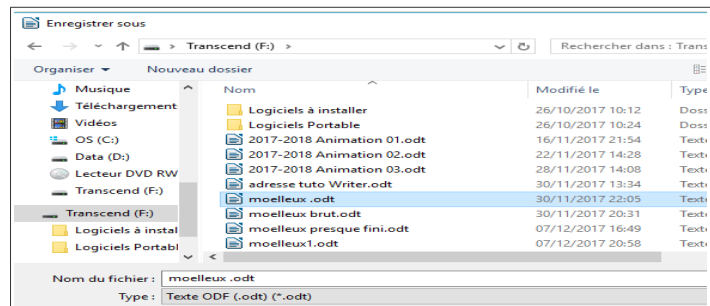 Enregistrer sous
Transcend (F:) >
Rechercher dans : Trans
Organiser
Nouveau dossier
Nom
Modifié le
Type
Musique
Téléchargement
Vidéos
OS (C:)
Data (D:)
Lecteur DVD RW
Transcend (F:)
Transcend (F:)
Logiciels à instal
Logiciels Portabl
Logiciels à installer 26/10/2017 10:12 Doss
Logiciels Portable 26/10/2017 10:24 Doss
2017-2018 Animation 01.odt 16/11/2017 21:54 Texte
2017-2018 Animation 02.odt 22/11/2017 14:28 Texte
2017-2018 Animation 03.odt 28/11/2017 14:08 Texte
adresse tuto Writer.odt 30/11/2017 13:34 Texte
moelleux .odt 30/11/2017 22:05 Texte
moelleux brut.odt 30/11/2017 20:31 Texte
moelleux presque fini.odt 07/12/2017 16:49 Texte
moelleux1.odt 07/12/2017 20:58 Texte
Nom du fichier : moelleux .odt
Type : Texte ODF (.odt) (*.odt)